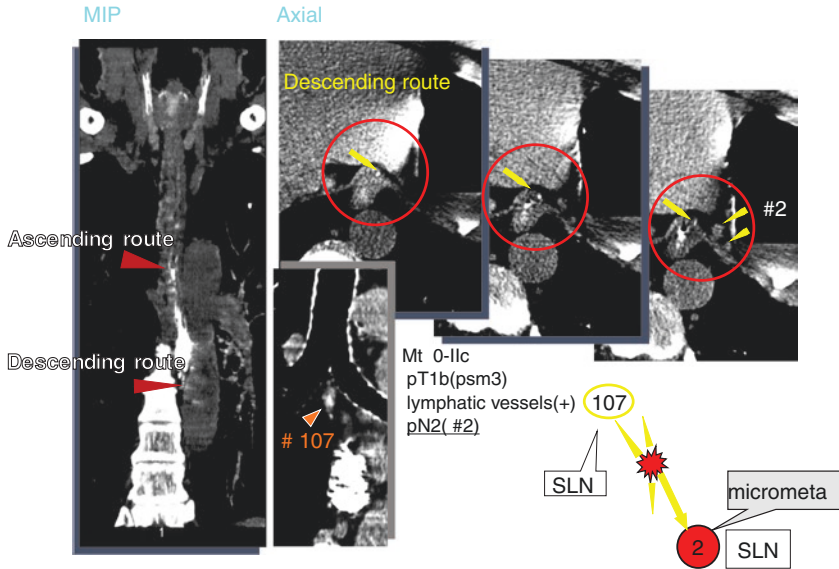 MIP
Axial
Descending route
#2
Ascending route
Descending route
# 107
Mt 0-IIc
pT1b(psm3)
lymphatic vessels(+)
pN2( #2)
107
SLN
micrometa
2
SLN
1